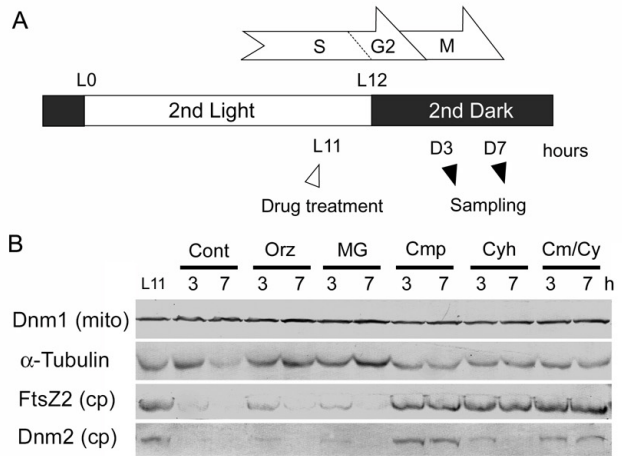 A
S G2 M
L0 L12
2nd Light 2nd Dark
L11 D3 D7 hours
Drug treatment Sampling
B
Cont Orz MG Cmp Cyh Cm/Cy
L11 3 7 3 7 3 7 3 7 3 7 3 7 h
Dnm1 (mito)
α-Tubulin
FtsZ2 (cp)
Dnm2 (cp)